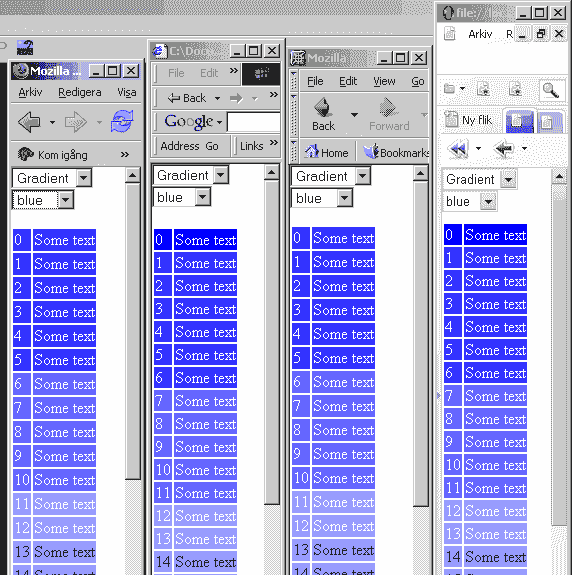 Mozilla ...
Arkiv Redigera Visa
Kom igång »
Gradient
blue
0 Some text
1 Some text
2 Some text
3 Some text
4 Some text
5 Some text
6 Some text
7 Some text
8 Some text
9 Some text
10 Some text
11 Some text
12 Some text
13 Some text
14 Some text
C:\Docu
File Edit »
Back »
Google
Address Go Links »
Gradient
blue
0 Some text
1 Some text
2 Some text
3 Some text
4 Some text
5 Some text
6 Some text
7 Some text
8 Some text
9 Some text
10 Some text
11 Some text
12 Some text
13 Some text
14 Some text
Mozilla
File Edit View Go
Back Forward
Home Bookmarks
Gradient
blue
0 Some text
1 Some text
2 Some text
3 Some text
4 Some text
5 Some text
6 Some text
7 Some text
8 Some text
9 Some text
10 Some text
11 Some text
12 Some text
13 Some text
14 Some text
file://loc
Arkiv R
Ny flik
Gradient
blue
0 Some text
1 Some text
2 Some text
3 Some text
4 Some text
5 Some text
6 Some text
7 Some text
8 Some text
9 Some text
10 Some text
11 Some text
12 Some text
13 Some text
14 Some text